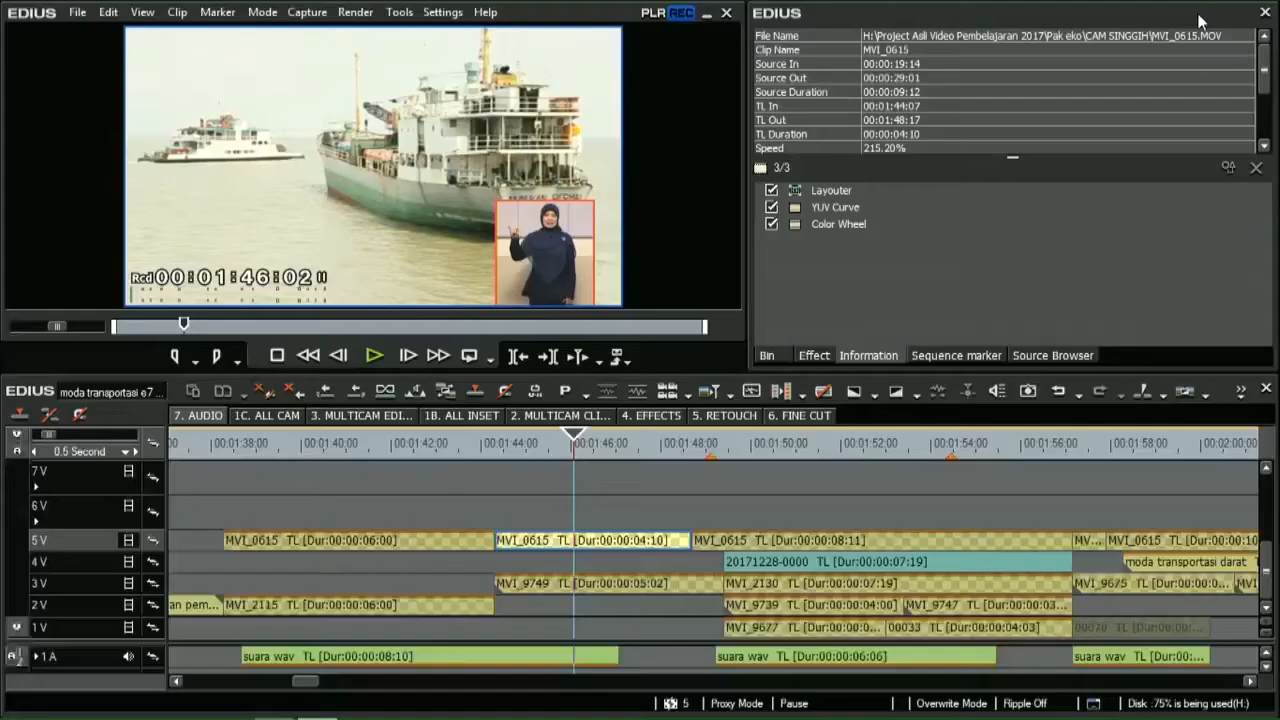 EDIUS File Edit View Clip Marker Mode Capture Render Tools Settings Help PLR REC
EDIUS
File Name H:\Project Asli Video Pembelajaran 2017\Pak eko\CAM SINGGIH\MVI_0615.MOV
Clip Name MVI_0615
Source In 00:00:19:14
Source Out 00:00:29:01
Source Duration 00:00:09:12
TL In 00:01:44:07
TL Out 00:01:48:17
TL Duration 00:00:04:10
Speed 215.20%
3/3
Layouter
YUV Curve
Color Wheel
Rcd 00:01:46:02
Bin Effect Information Sequence marker Source Browser
EDIUS moda transportasi e7...
7. AUDIO 1C. ALL CAM 3. MULTICAM EDI... 1B. ALL INSET 2. MULTICAM CLI... 4. EFFECTS 5. RETOUCH 6. FINE CUT
0.5 Second
:00 00:01:38:00 00:01:40:00 00:01:42:00 00:01:44:00 00:01:46:00 00:01:48:00 00:01:50:00 00:01:52:00 00:01:54:00 00:01:56:00 00:01:58:00 00:02:00:00
7 V
6 V
5 V MVI_0615 TL [Dur:00:00:06:00] MVI_0615 TL [Dur:00:00:04:10] MVI_0615 TL [Dur:00:00:08:11] MV... MVI_0615 TL [Dur:00:00:10
4 V 20171228-0000 TL [Dur:00:00:07:19] moda transportasi darat T
3 V MVI_9749 TL [Dur:00:00:05:02] MVI_2130 TL [Dur:00:00:07:19] MVI_9675 TL [Dur:00:00:0... MVI
2 V an pem... MVI_2115 TL [Dur:00:00:06:00] MVI_9739 TL [Dur:00:00:04:00] MVI_9747 TL [Dur:00:00:03...
1 V MVI_9677 TL [Dur:00:00:0... 00033 TL [Dur:00:00:04:03] 00070 TL [Dur:00:00:...
1 A suara wav TL [Dur:00:00:08:10] suara wav TL [Dur:00:00:06:06] suara wav TL [Dur:00:...
5 Proxy Mode Pause Overwrite Mode Ripple Off Disk :75% is being used(H:)